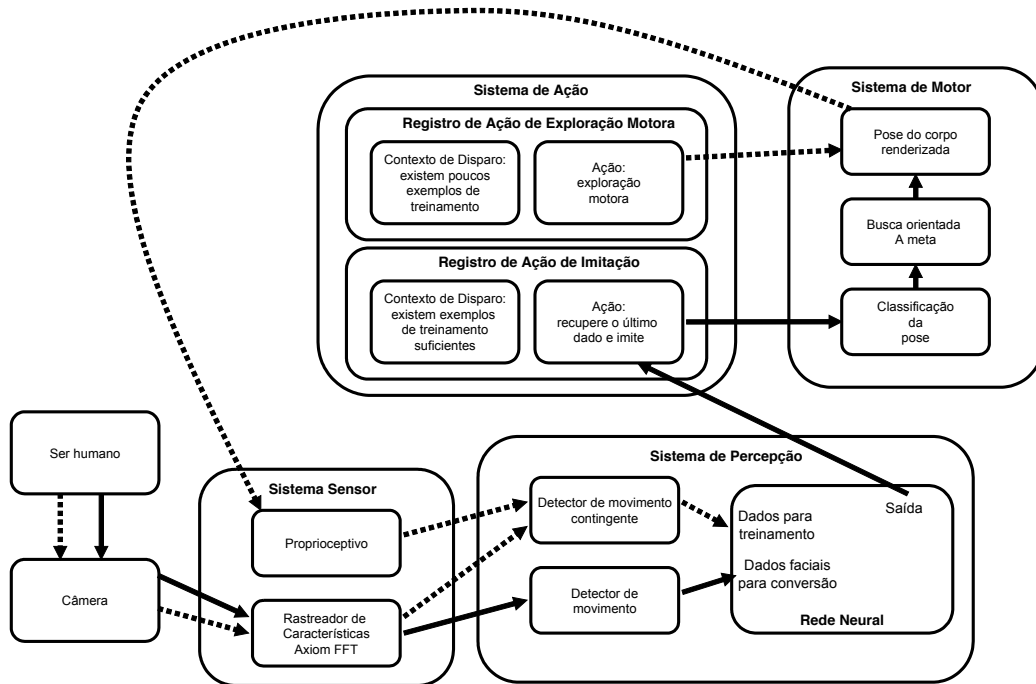 Sistema de Ação
Registro de Ação de Exploração Motora
Contexto de Disparo:
existem poucos
exemplos de
treinamento
Ação:
exploração
motora
Registro de Ação de Imitação
Contexto de Disparo:
existem exemplos
de treinamento
suficientes
Ação:
recupere o último
dado e imite
Sistema de Motor
Pose do corpo
renderizada
Busca orientada
A meta
Classificação
da
pose
Ser humano
Câmera
Sistema Sensor
Proprioceptivo
Rastreador de
Características
Axiom FFT
Sistema de Percepção
Detector de movimento
contingente
Detector de
movimento
Saída
Dados para
treinamento
Dados faciais
para conversão
Rede Neural